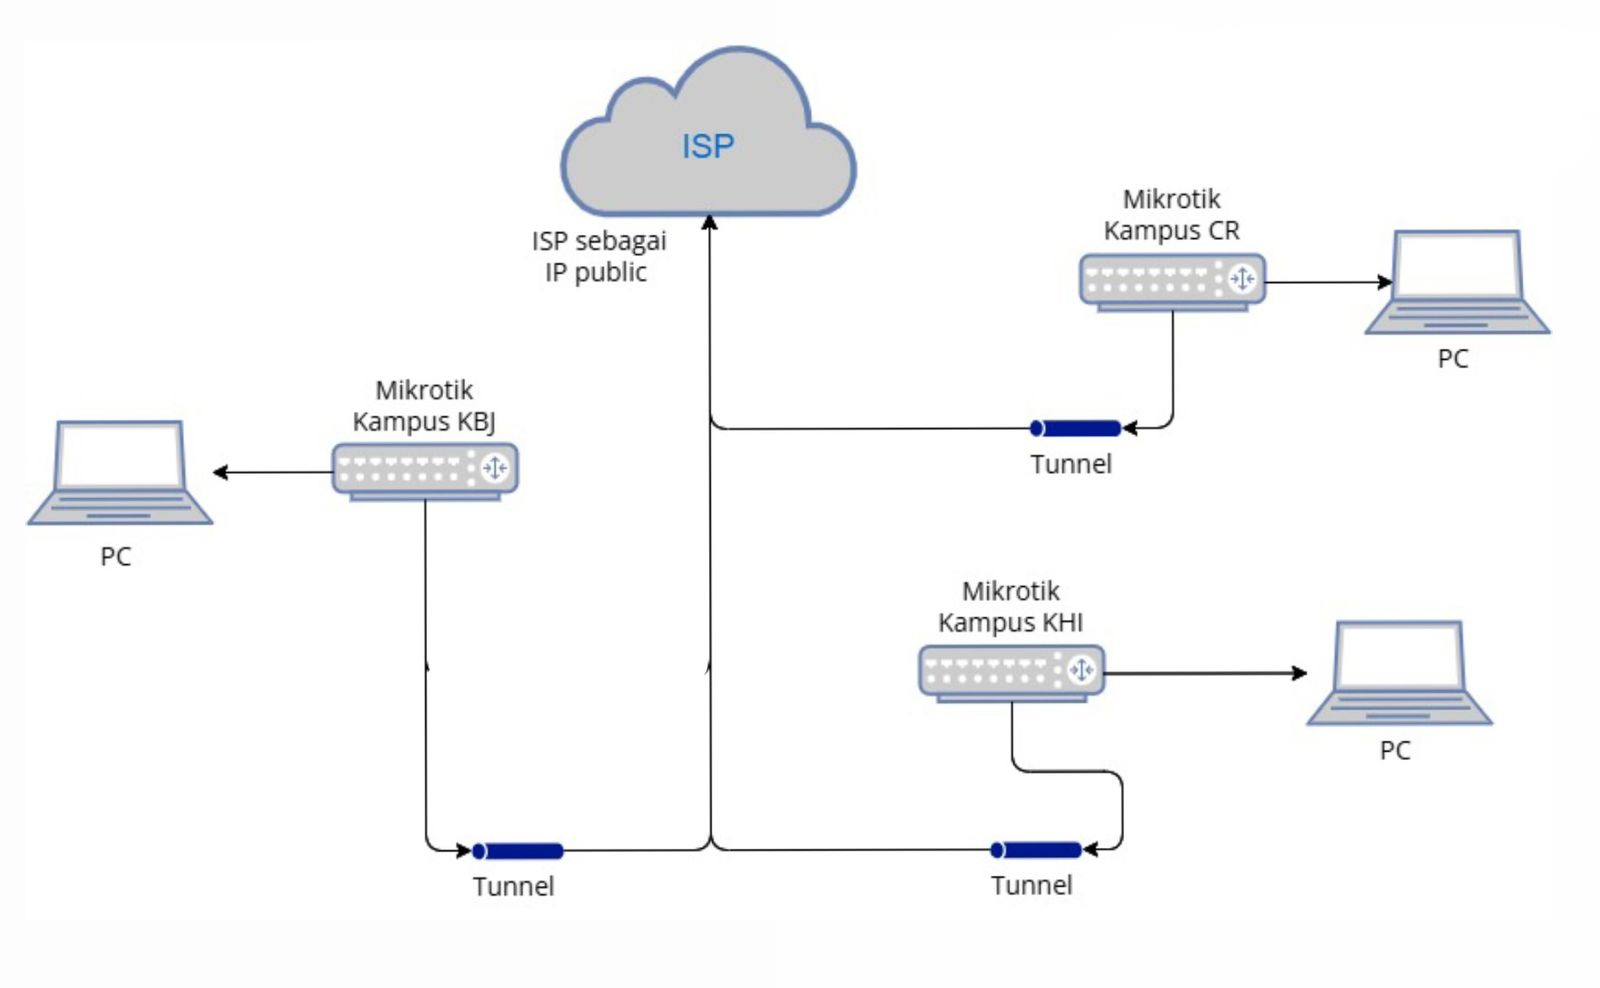 ISP
ISP sebagai
IP public
Mikrotik
Kampus CR
PC
Tunnel
Mikrotik
Kampus KBJ
PC
Mikrotik
Kampus KHI
PC
Tunnel
Tunnel